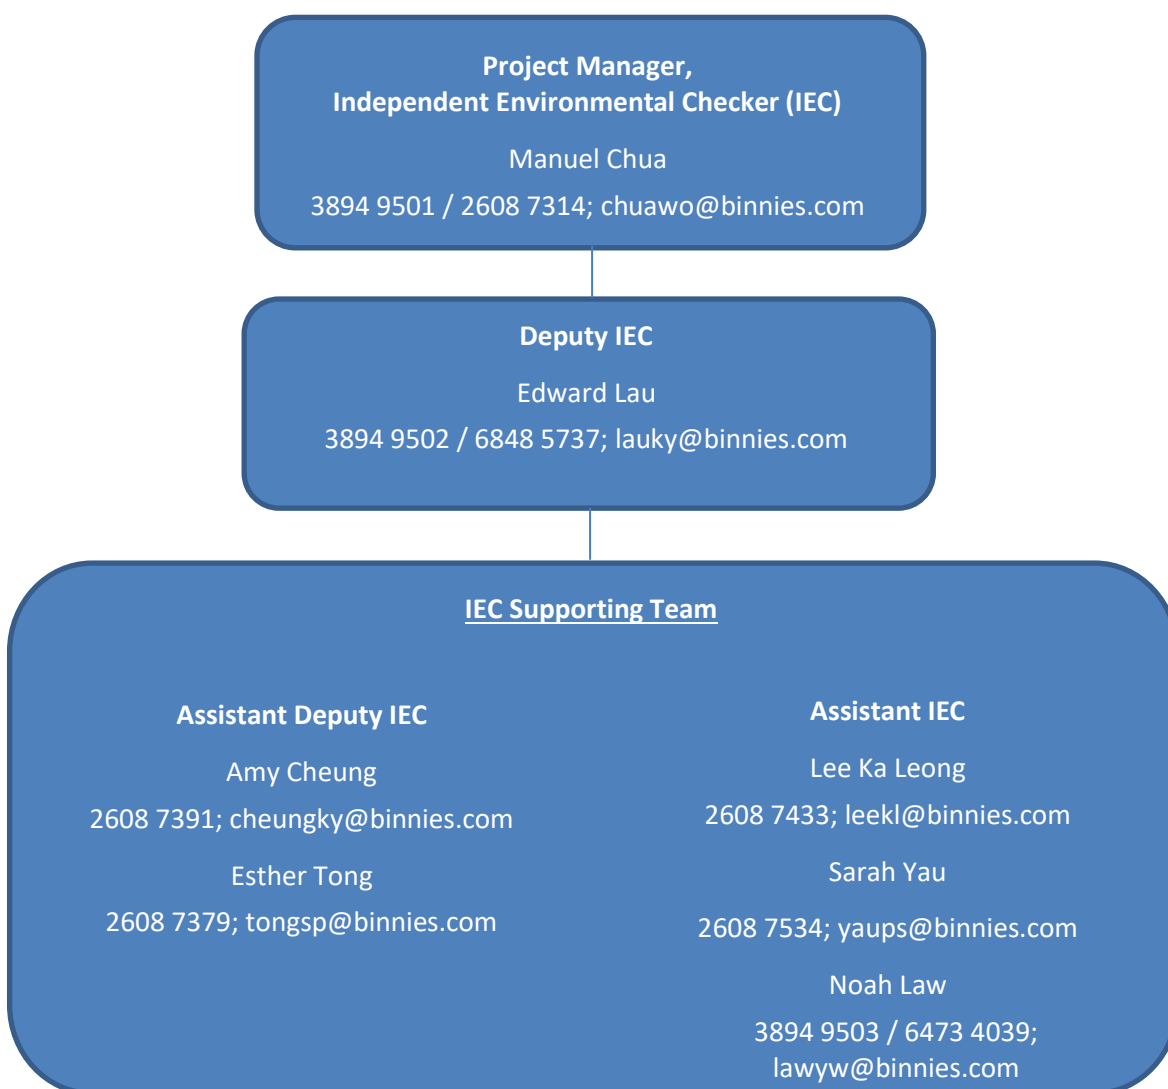 Project Manager,
Independent Environmental Checker (IEC)
Manuel Chua
3894 9501 / 2608 7314; chuawo@binnies.com
Deputy IEC
Edward Lau
3894 9502 / 6848 5737; lauky@binnies.com
IEC Supporting Team
Assistant Deputy IEC
Amy Cheung
2608 7391; cheungky@binnies.com
Esther Tong
2608 7379; tongsp@binnies.com
Assistant IEC
Lee Ka Leong
2608 7433; leekl@binnies.com
Sarah Yau
2608 7534; yaups@binnies.com
Noah Law
3894 9503 / 6473 4039;
lawyw@binnies.com